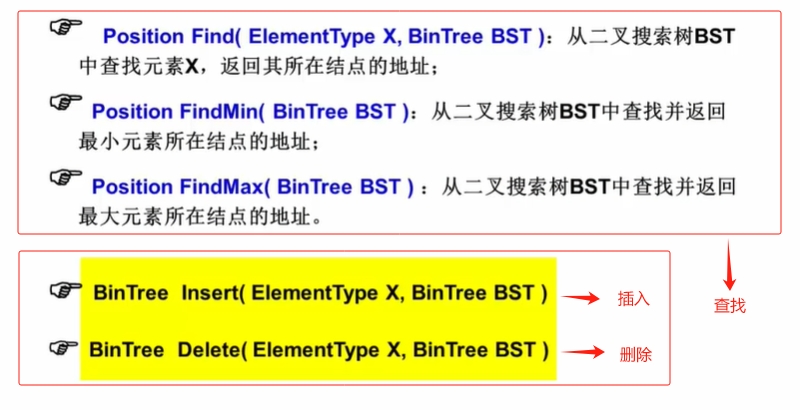 Position Find( ElementType X, BinTree BST )：从二叉搜索树BST
中查找元素X，返回其所在结点的地址；
Position FindMin( BinTree BST )：从二叉搜索树BST中查找并返回
最小元素所在结点的地址；
Position FindMax( BinTree BST )：从二叉搜索树BST中查找并返回
最大元素所在结点的地址。
查找
BinTree Insert( ElementType X, BinTree BST )
插入
BinTree Delete( ElementType X, BinTree BST )
删除